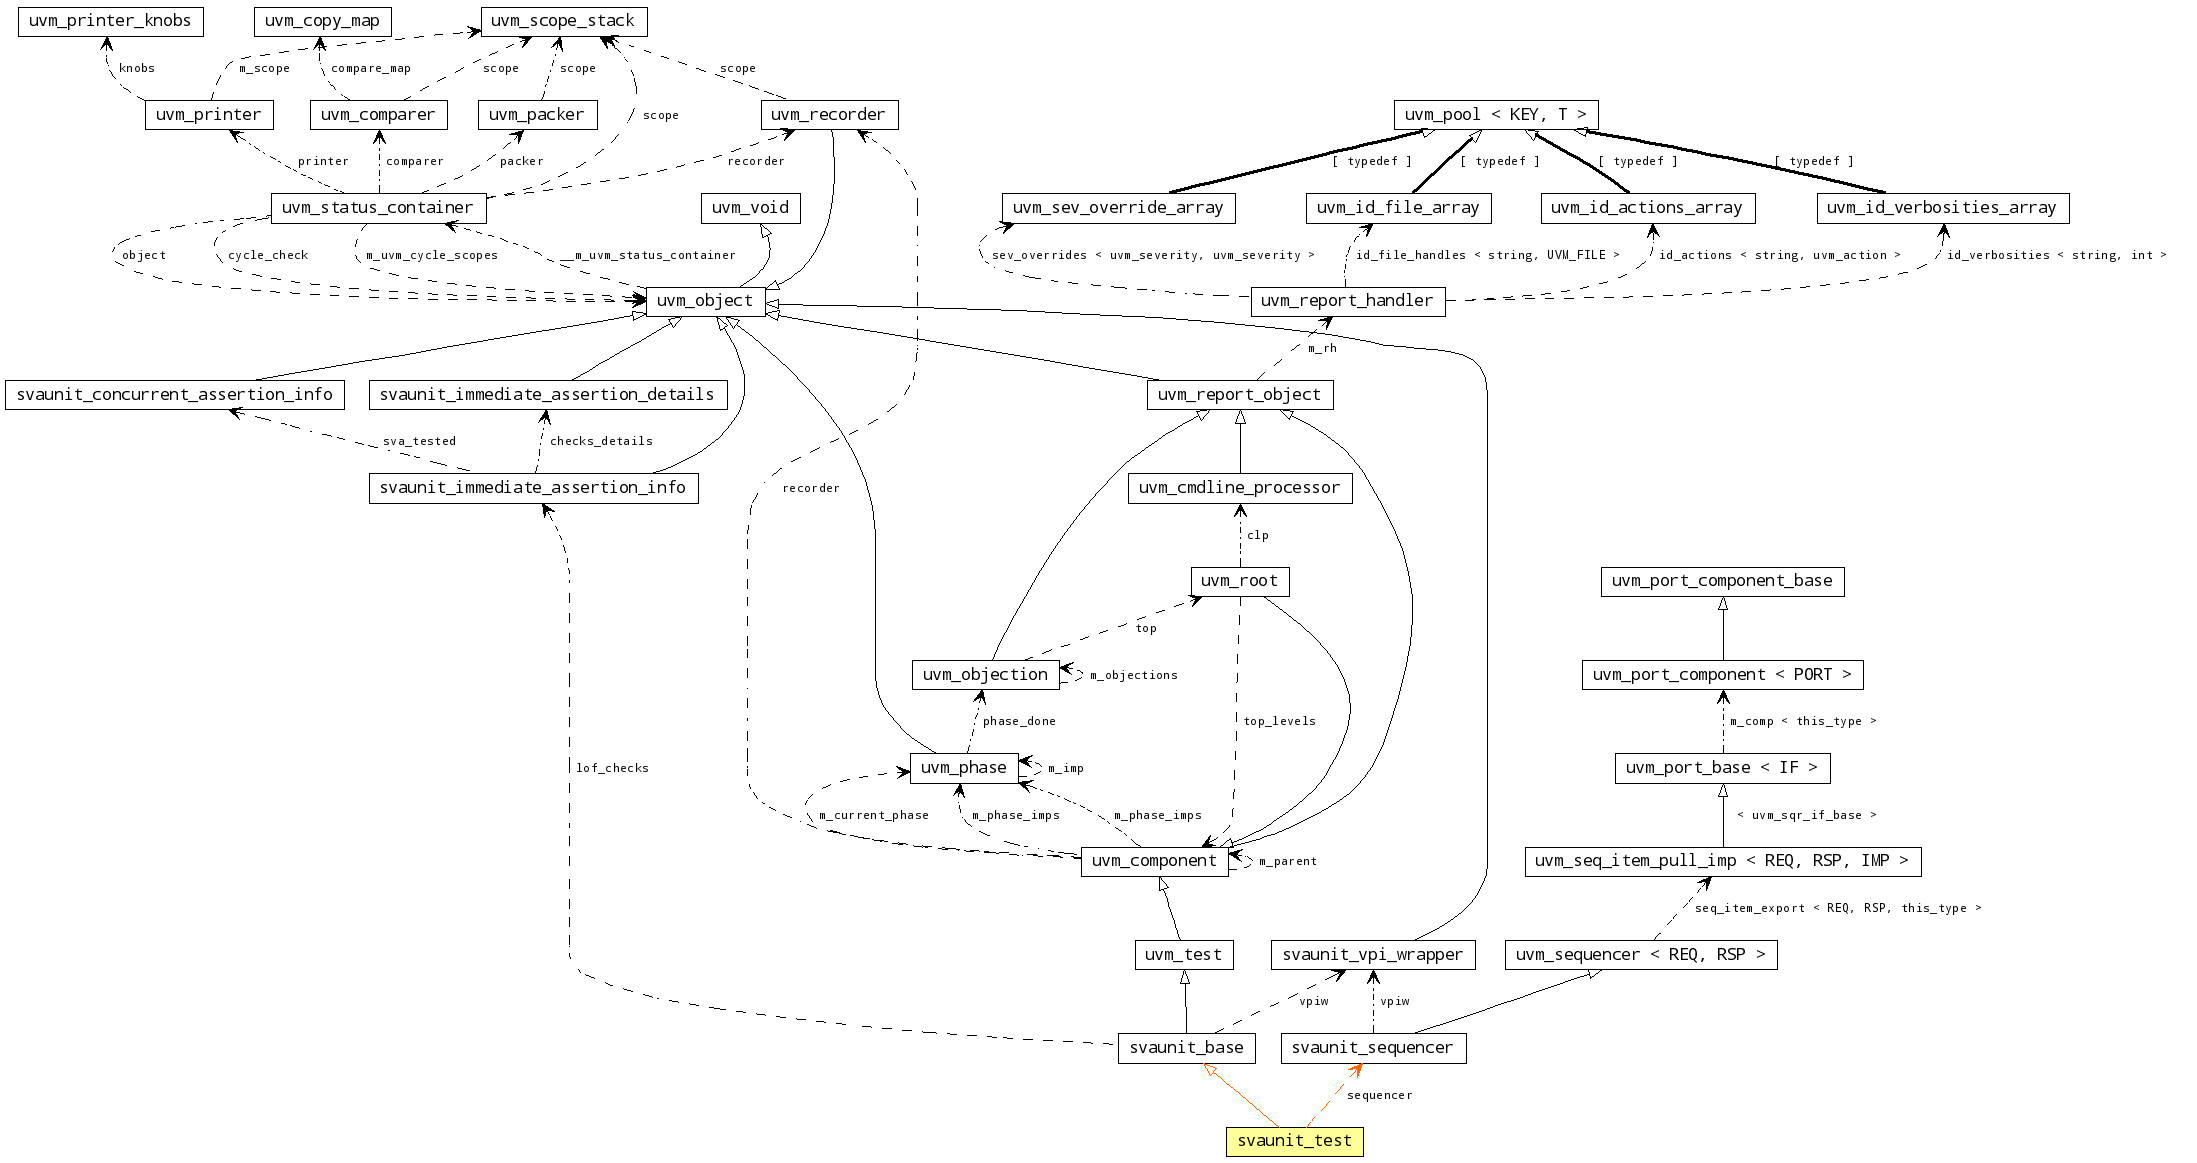 uvm_printer_knobs
uvm_copy_map
uvm_scope_stack
knobs
m_scope
compare_map
scope
scope
scope
uvm_printer
uvm_comparer
uvm_packer
uvm_recorder
uvm_pool < KEY, T >
scope
printer
comparer
packer
recorder
[ typedef ]
[ typedef ]
[ typedef ]
[ typedef ]
uvm_status_container
uvm_void
uvm_sev_override_array
uvm_id_file_array
uvm_id_actions_array
uvm_id_verbosities_array
object
cycle_check
m_uvm_cycle_scopes
__m_uvm_status_container
sev_overrides < uvm_severity, uvm_severity >
id_file_handles < string, UVM_FILE >
id_actions < string, uvm_action >
id_verbosities < string, int >
uvm_object
uvm_report_handler
m_rh
svaunit_concurrent_assertion_info
svaunit_immediate_assertion_details
uvm_report_object
sva_tested
checks_details
svaunit_immediate_assertion_info
recorder
uvm_cmdline_processor
clp
uvm_root
uvm_port_component_base
top
uvm_objection
m_objections
uvm_port_component < PORT >
phase_done
top_levels
m_comp < this_type >
lof_checks
uvm_phase
m_imp
uvm_port_base < IF >
m_current_phase
m_phase_imps
m_phase_imps
< uvm_sqr_if_base >
uvm_component
m_parent
uvm_seq_item_pull_imp < REQ, RSP, IMP >
seq_item_export < REQ, RSP, this_type >
uvm_test
svaunit_vpi_wrapper
uvm_sequencer < REQ, RSP >
vpiw
vpiw
svaunit_base
svaunit_sequencer
sequencer
svaunit_test